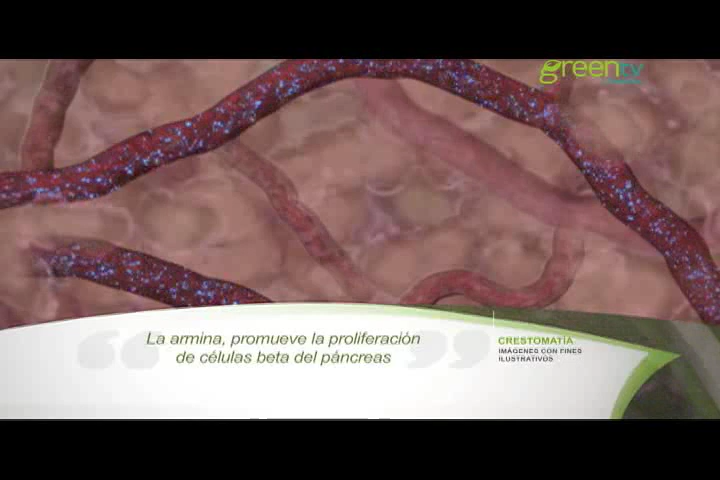 greentv
La armina, promueve la proliferación
de células beta del páncreas
CRESTOMATÍA
IMÁGENES CON FINES
ILUSTRATIVOS